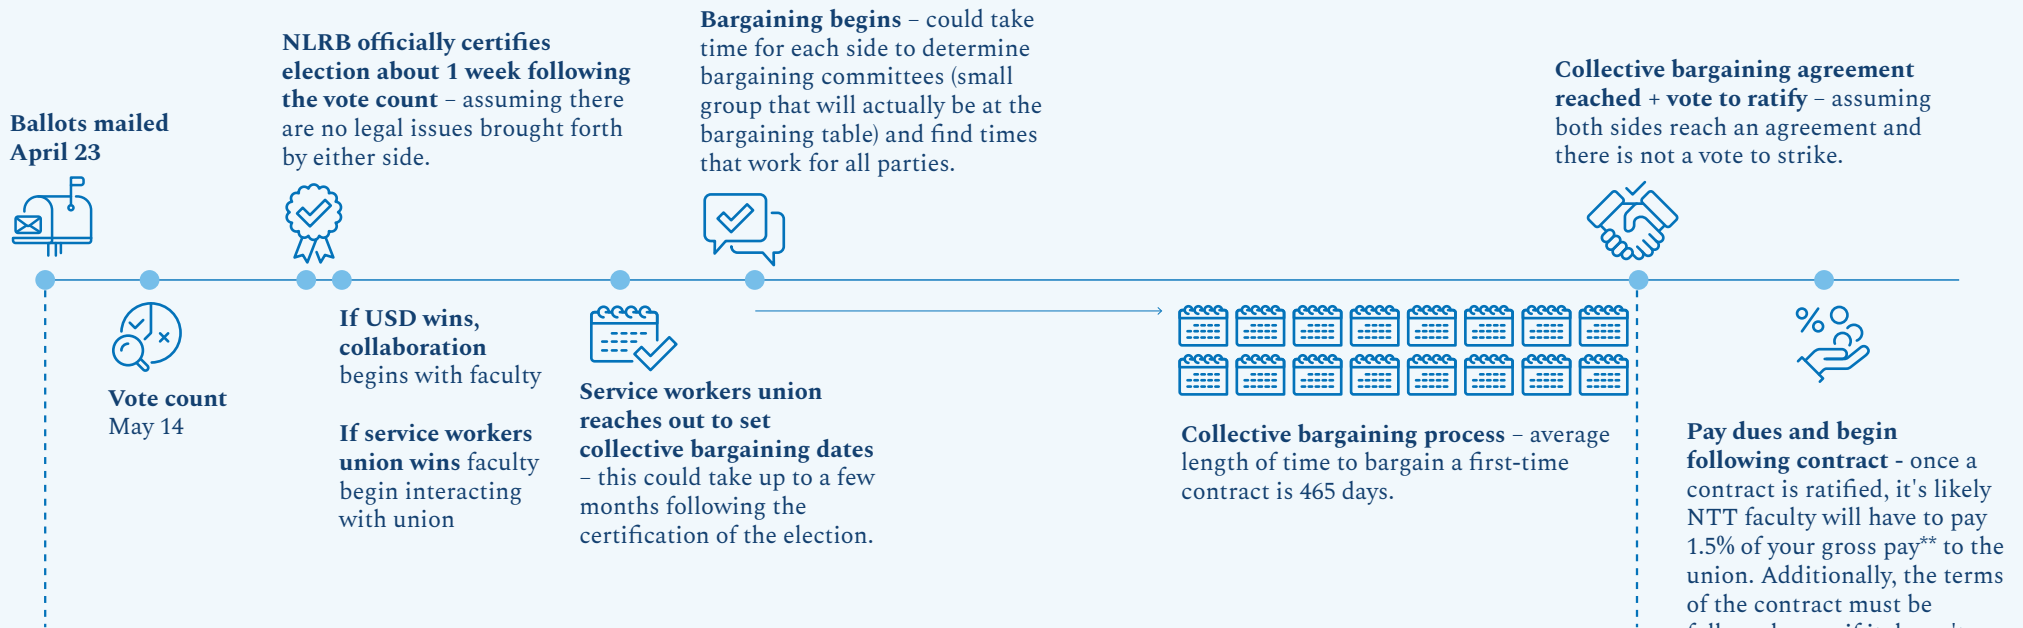 Ballots mailed
April 23
NLRB officially certifies
election about 1 week following
the vote count – assuming there
are no legal issues brought forth
by either side.
Bargaining begins – could take
time for each side to determine
bargaining committees (small
group that will actually be at the
bargaining table) and find times
that work for all parties.
Collective bargaining agreement
reached + vote to ratify – assuming
both sides reach an agreement and
there is not a vote to strike.
Vote count
May 14
If USD wins,
collaboration
begins with faculty
If service workers
union wins faculty
begin interacting
with union
Service workers union
reaches out to set
collective bargaining dates
– this could take up to a few
months following the
certification of the election.
Collective bargaining process – average
length of time to bargain a first-time
contract is 465 days.
Pay dues and begin
following contract - once a
contract is ratified, it's likely
NTT faculty will have to pay
1.5% of your gross pay** to the
union. Additionally, the terms
of the contract must be